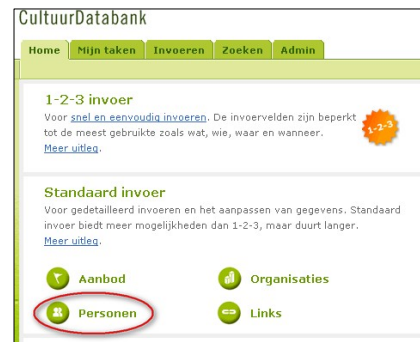 CultuurDatabank
Home Mijn taken Invoeren Zoeken Admin
1-2-3 invoer
Voor snel en eenvoudig invoeren. De invoervelden zijn beperkt
tot de meest gebruikte zoals wat, wie, waar en wanneer.
Meer uitleg.
1-2-3
Standaard invoer
Voor gedetailleerd invoeren en het aanpassen van gegevens. Standaard
invoer biedt meer mogelijkheden dan 1-2-3, maar duurt langer.
Meer uitleg.
Aanbod Organisaties
Personen Links